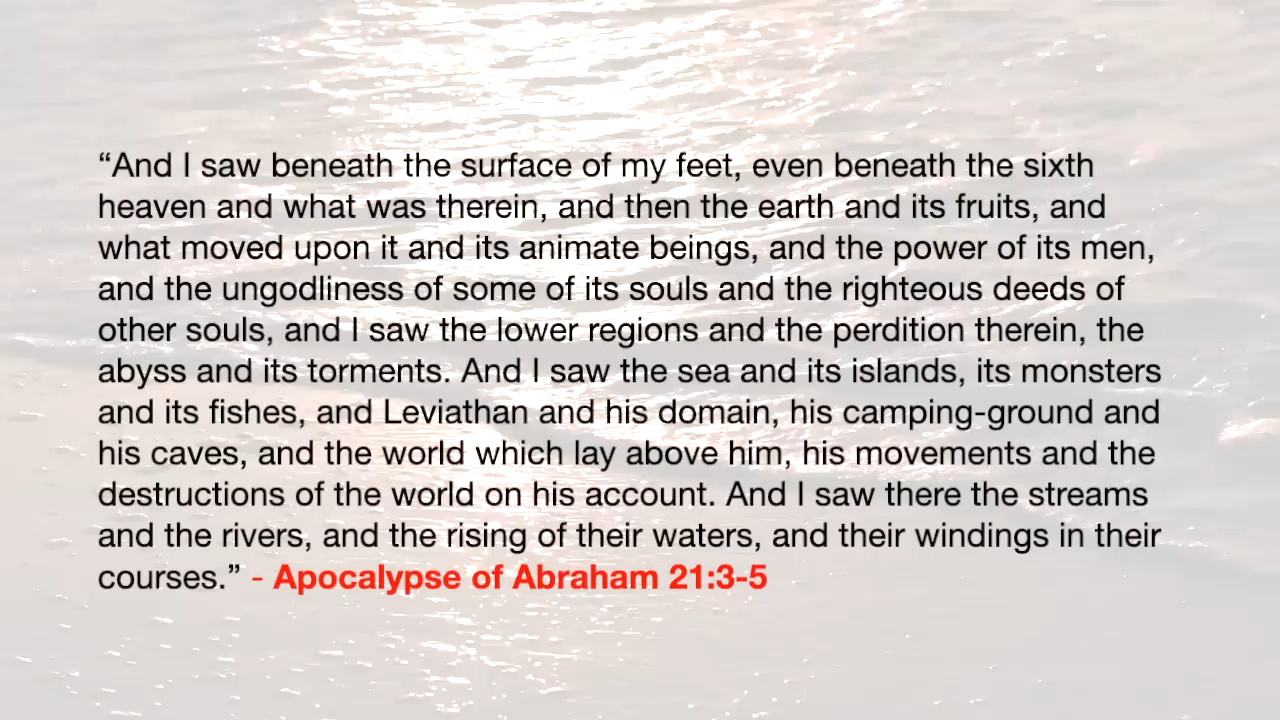 “And I saw beneath the surface of my feet, even beneath the sixth
heaven and what was therein, and then the earth and its fruits, and
what moved upon it and its animate beings, and the power of its men,
and the ungodliness of some of its souls and the righteous deeds of
other souls, and I saw the lower regions and the perdition therein, the
abyss and its torments. And I saw the sea and its islands, its monsters
and its fishes, and Leviathan and his domain, his camping-ground and
his caves, and the world which lay above him, his movements and the
destructions of the world on his account. And I saw there the streams
and the rivers, and the rising of their waters, and their windings in their
courses.” - Apocalypse of Abraham 21:3-5